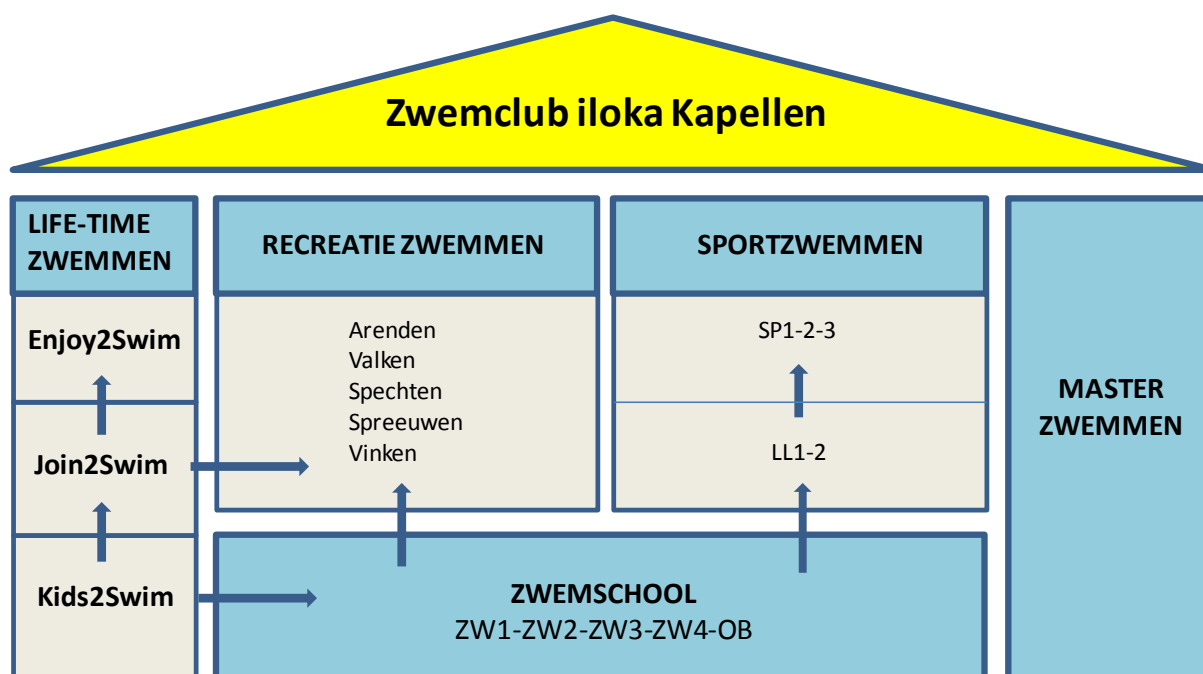 Zwemclub iloka Kapellen
LIFE-TIME
ZWEMMEN
Enjoy2Swim
Join2Swim
Kids2Swim
RECREATIE ZWEMMEN
Arenden
Valken
Spechten
Spreeuwen
Vinken
SPORTZWEMMEN
SP1-2-3
LL1-2
ZWEMSCHOOL
ZW1-ZW2-ZW3-ZW4-OB
MASTER
ZWEMMEN